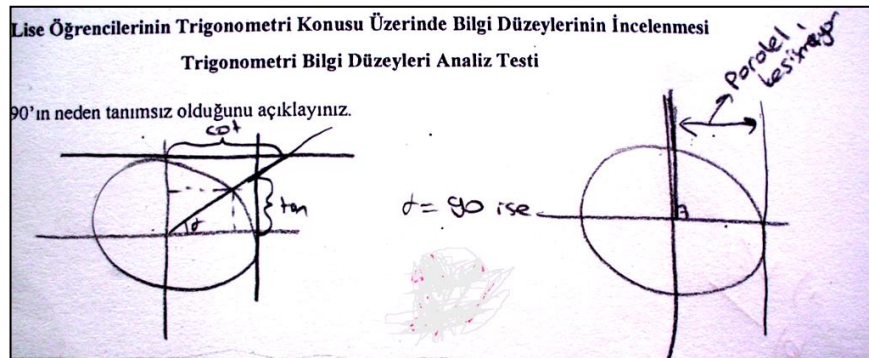 Lise Öğrencilerinin Trigonometri Konusu Üzerinde Bilgi Düzeylerinin İncelenmesi
Trigonometri Bilgi Düzeyleri Analiz Testi
90'ın neden tanımsız olduğunu açıklayınız.
cot
α
tan
α = 90 ise
Paralel
kesişmiyor